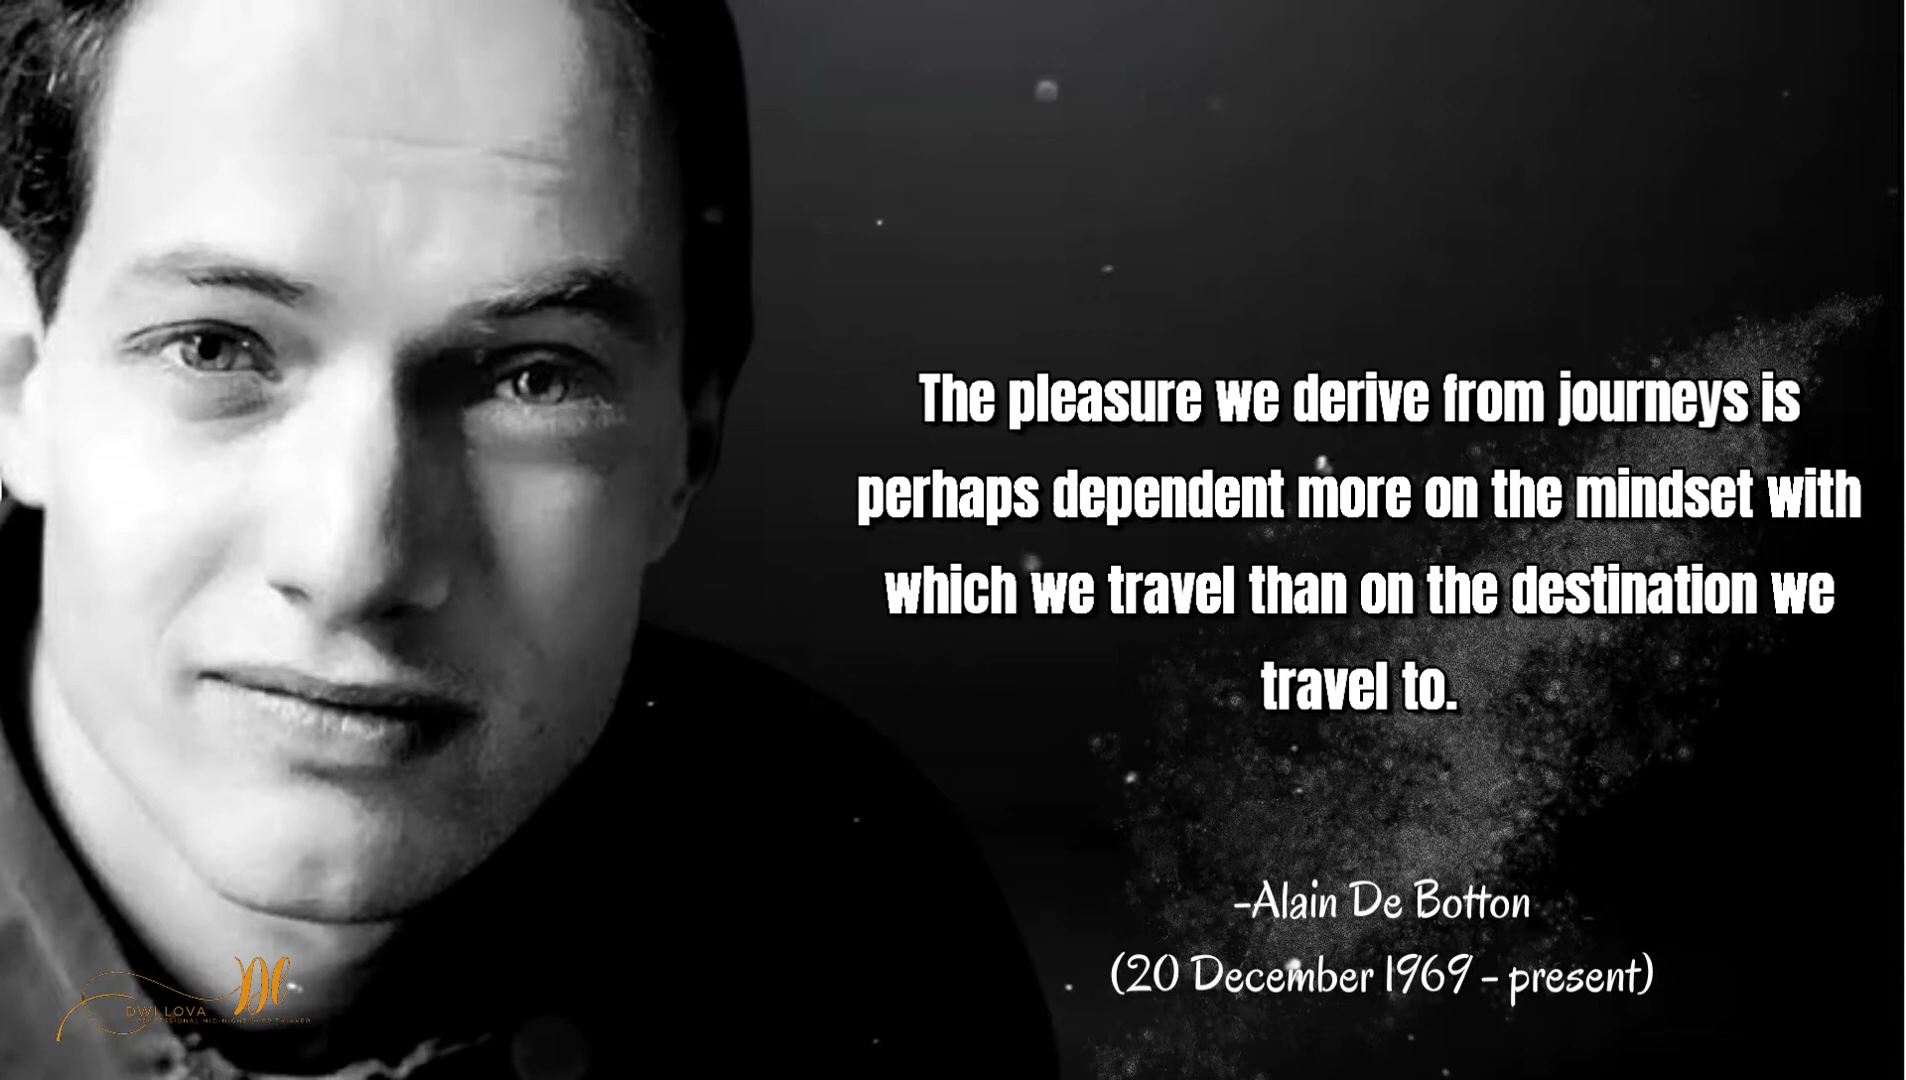 The pleasure we derive from journeys is
perhaps dependent more on the mindset with
which we travel than on the destination we
travel to.
-Alain De Botton
(20 December 1969 - present)
Dl
DWI LOVA